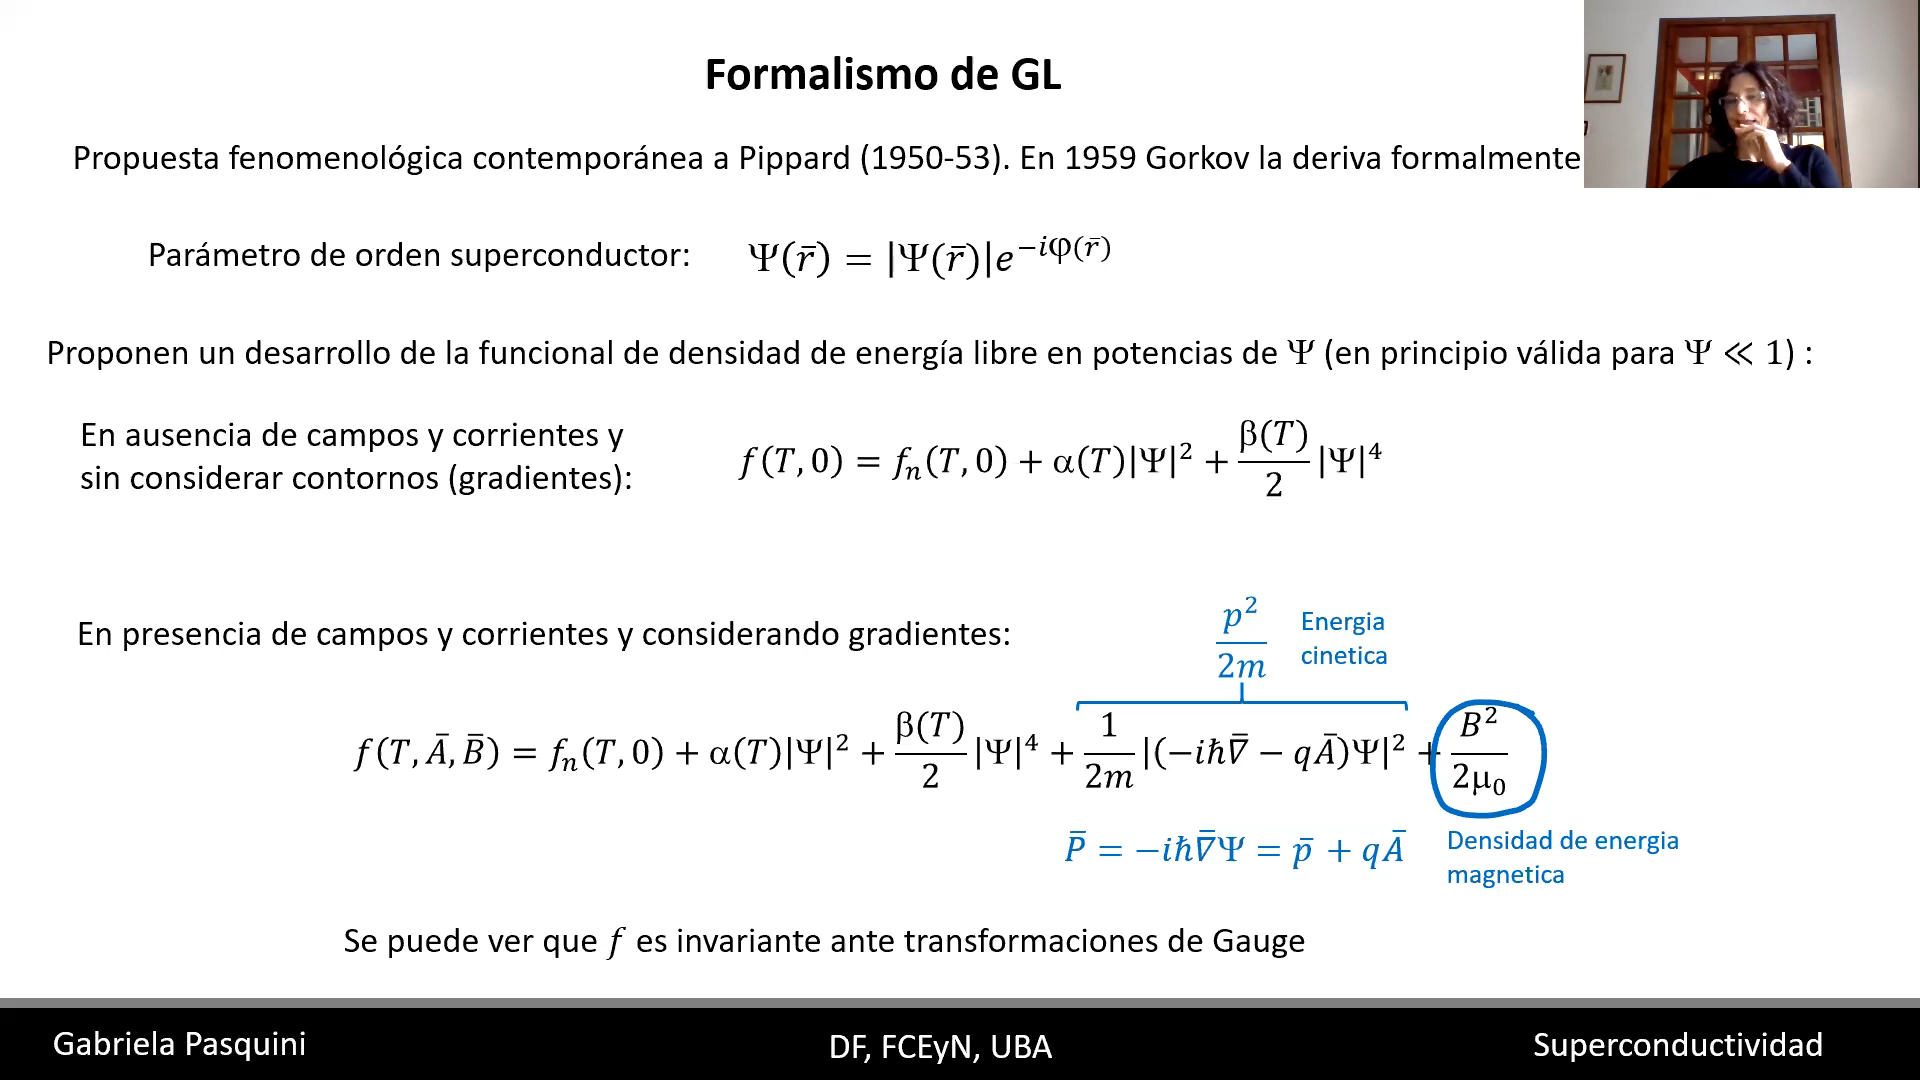 Formalismo de GL
Propuesta fenomenológica contemporánea a Pippard (1950-53). En 1959 Gorkov la deriva formalmente
Parámetro de orden superconductor: Ψ(r̄) = |Ψ(r̄)|e^{−iφ(r̄)}
Proponen un desarrollo de la funcional de densidad de energía libre en potencias de Ψ (en principio válida para Ψ ≪ 1) :
En ausencia de campos y corrientes y
sin considerar contornos (gradientes):
f(T, 0) = fₙ(T, 0) + α(T)|Ψ|² + β(T)/2 |Ψ|⁴
En presencia de campos y corrientes y considerando gradientes:
p²/2m
Energia
cinetica
f(T, Ā, B̄) = fₙ(T, 0) + α(T)|Ψ|² + β(T)/2 |Ψ|⁴ + 1/2m |(−iħ∇̄ − qĀ)Ψ|² + B²/2μ₀
P̄ = −iħ∇̄Ψ = p̄ + qĀ
Densidad de energia
magnetica
Se puede ver que f es invariante ante transformaciones de Gauge
Gabriela Pasquini
DF, FCEyN, UBA
Superconductividad